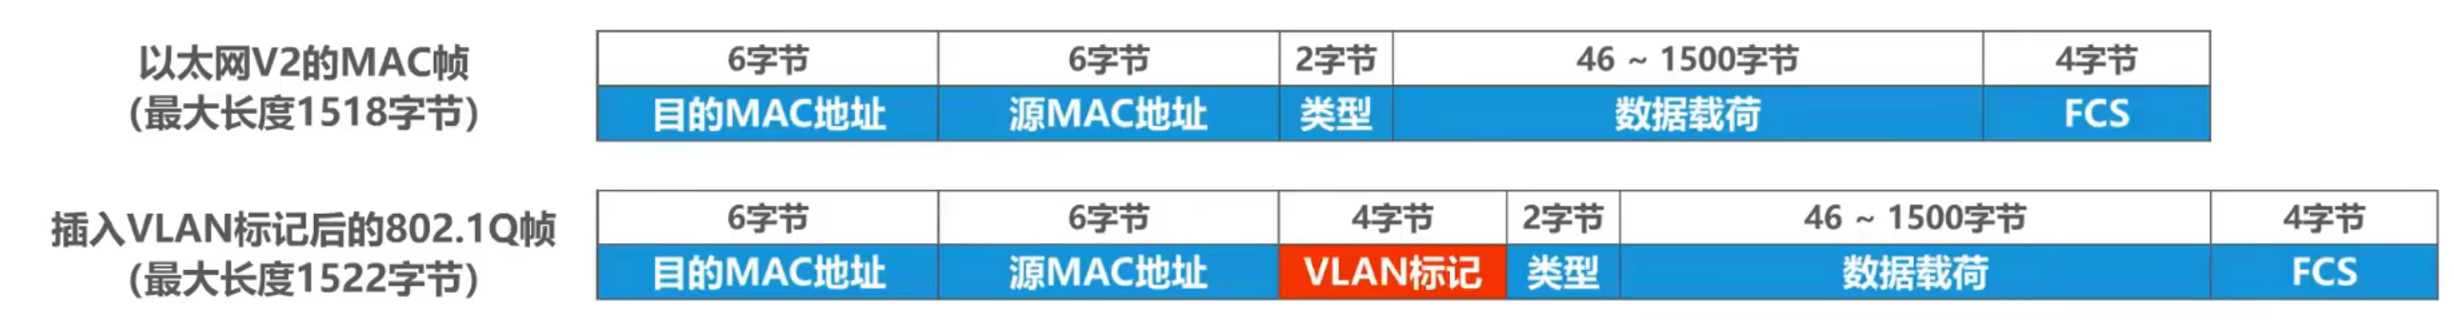 以太网V2的MAC帧
(最大长度1518字节)
6字节 6字节 2字节 46 ~ 1500字节 4字节
目的MAC地址 源MAC地址 类型 数据载荷 FCS
插入VLAN标记后的802.1Q帧
(最大长度1522字节)
6字节 6字节 4字节 2字节 46 ~ 1500字节 4字节
目的MAC地址 源MAC地址 VLAN标记 类型 数据载荷 FCS